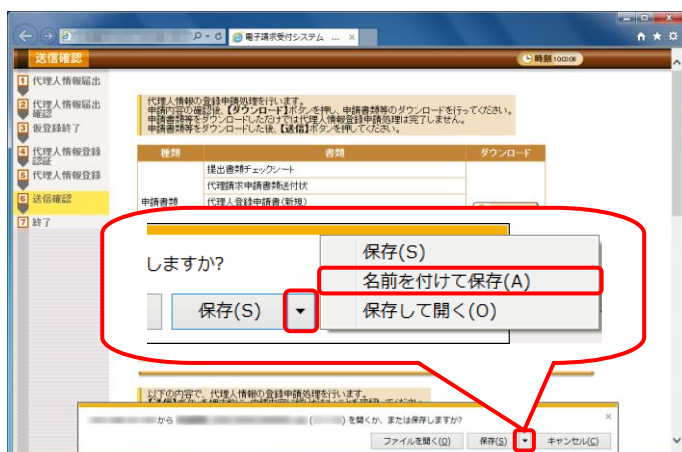 電子請求受付システム ...
送信確認
時刻 10:03:06
1 代理人情報届出
2 代理人情報届出
確認
3 仮登録終了
4 代理人情報登録
認証
5 代理人情報登録
6 送信確認
7 終了
代理人情報の登録申請処理を行います。
申請内容の確認後、【ダウンロード】ボタンを押し、申請書類等のダウンロードを行ってください。
申請書類等をダウンロードしただけでは代理人情報登録申請処理は完了しません。
申請書類等をダウンロードした後、【送信】ボタンを押してください。
種類 書類 ダウンロード
提出書類チェックシート
代理請求申請書類送付状
申請書類 代理人登録申請書(新規)
しますか?
保存(S)
保存(S)
名前を付けて保存(A)
保存して開く(O)
以下の内容で、代理人情報の登録申請処理を行います。
から
( ) を開くか、または保存しますか?
ファイルを開く(O) 保存(S) キャンセル(C)